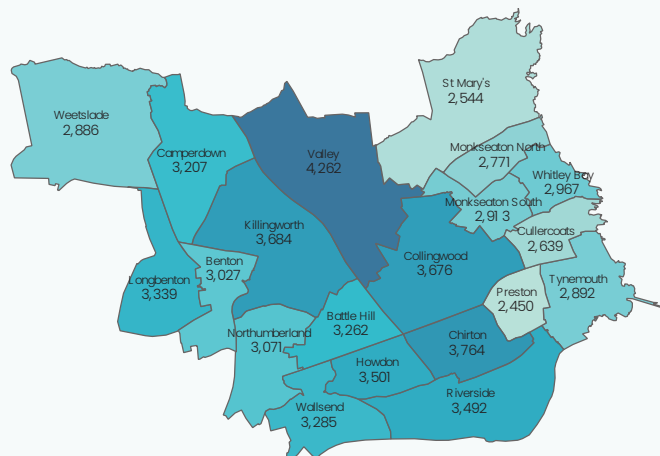 St Mary's
2,544
Weetslade
2,886
Monkseaton North
2,771
Camperdown
3,207
Valley
4,262
Whitley Bay
2,967
Monkseaton South
2,913
Killingworth
3,684
Cullercoats
2,639
Collingwood
3,676
Benton
3,027
Longbenton
3,339
Tynemouth
2,892
Preston
2,450
Battle Hill
3,262
Northumberland
3,071
Chirton
3,764
Howdon
3,501
Riverside
3,492
Wallsend
3,285